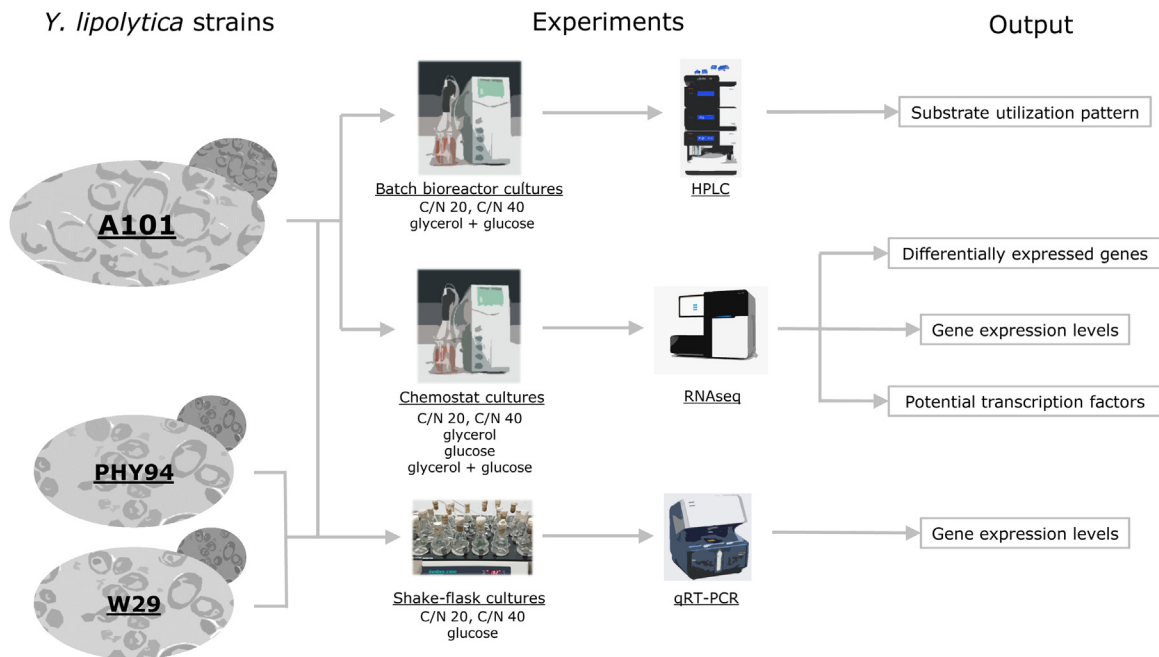 Y. lipolytica strains
Experiments
Output
A101
Batch bioreactor cultures
C/N 20, C/N 40
glycerol + glucose
HPLC
Substrate utilization pattern
Chemostat cultures
C/N 20, C/N 40
glycerol
glucose
glycerol + glucose
RNAseq
Differentially expressed genes
Gene expression levels
Potential transcription factors
PHY94
W29
Shake-flask cultures
C/N 20, C/N 40
glucose
qRT-PCR
Gene expression levels